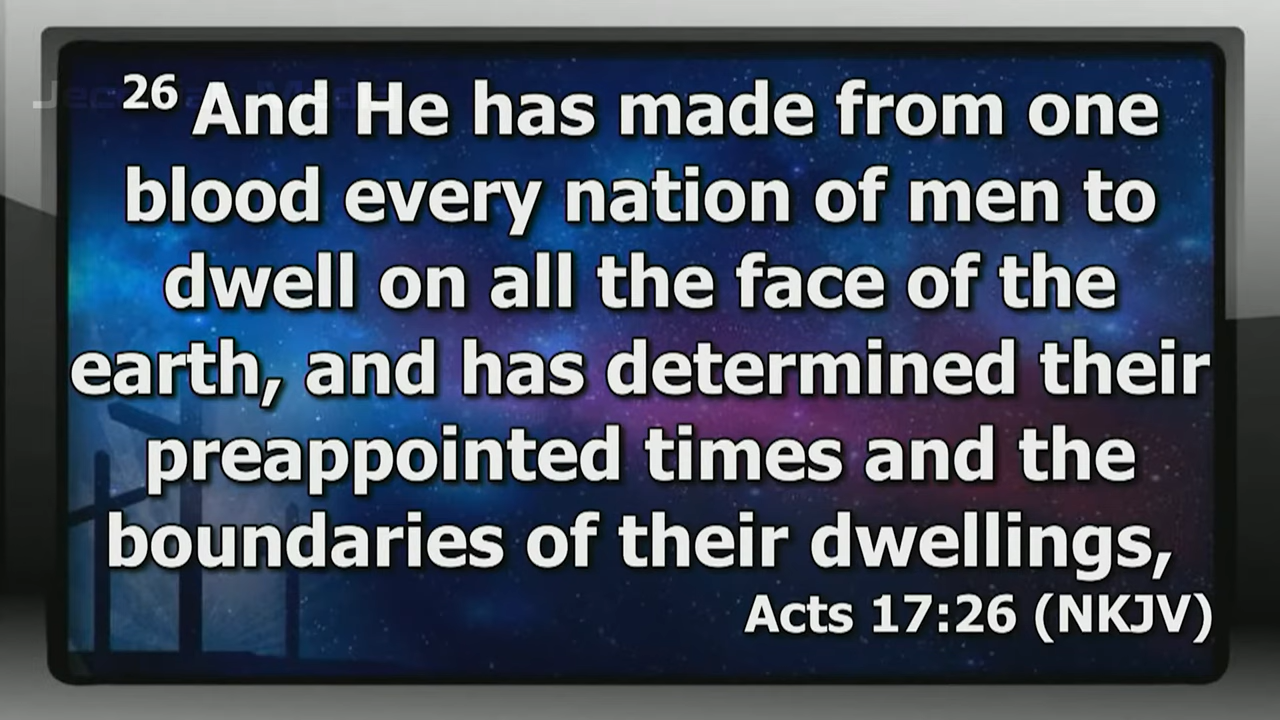 26 And He has made from one
blood every nation of men to
dwell on all the face of the
earth, and has determined their
preappointed times and the
boundaries of their dwellings,
Acts 17:26 (NKJV)